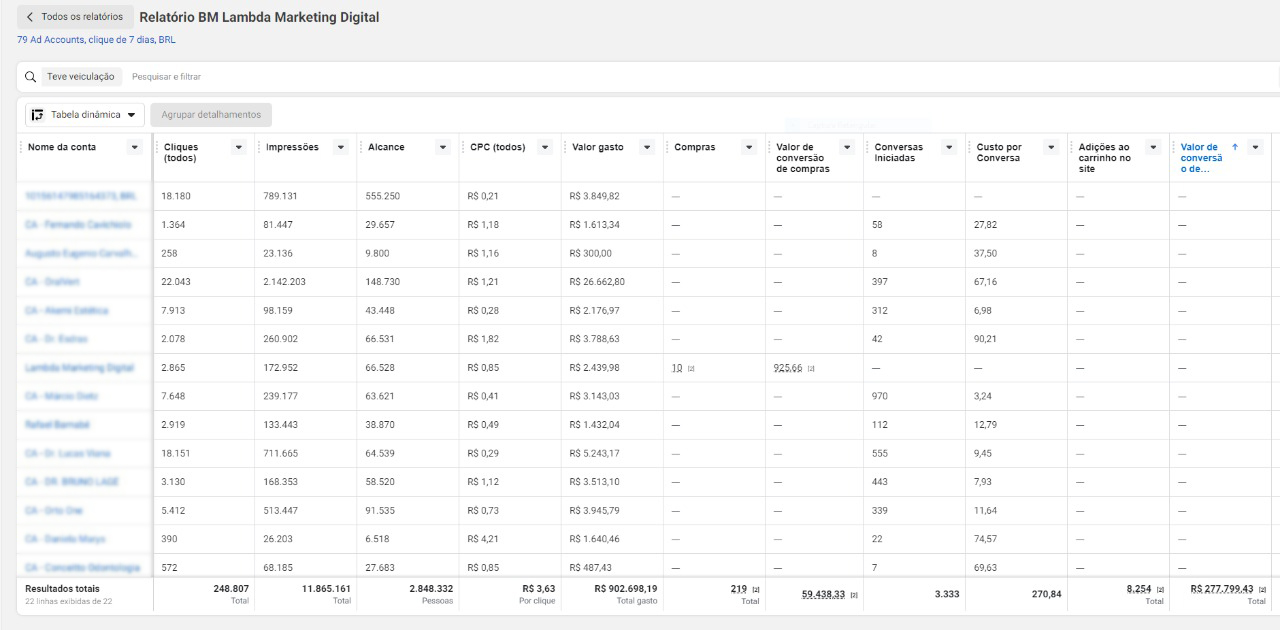 Todos os relatórios
Relatório BM Lambda Marketing Digital
79 Ad Accounts, clique de 7 dias, BRL
Teve veiculação Pesquisar e filtrar
Tabela dinâmica Agrupar detalhamentos
Nome da conta
Cliques (todos)
Impressões
Alcance
CPC (todos)
Valor gasto
Compras
Valor de conversão de compras
Conversas Iniciadas
Custo por Conversa
Adições ao carrinho no site
Valor de conversã o de...
18.180 789.131 555.250 R$ 0,21 R$ 3.849,82 — — — — — —
1.364 81.447 29.657 R$ 1,18 R$ 1.613,34 — — 58 27,82 — —
258 23.136 9.800 R$ 1,16 R$ 300,00 — — 8 37,50 — —
22.043 2.142.203 148.730 R$ 1,21 R$ 26.662,80 — — 397 67,16 — —
7.913 98.159 43.448 R$ 0,28 R$ 2.176,97 — — 312 6,98 — —
2.078 260.902 66.531 R$ 1,82 R$ 3.788,63 — — 42 90,21 — —
Lambda Marketing Digital 2.865 172.952 66.528 R$ 0,85 R$ 2.439,98 10 [2] 925,66 [2] — — — —
7.648 239.177 63.621 R$ 0,41 R$ 3.143,03 — — 970 3,24 — —
2.919 133.443 38.870 R$ 0,49 R$ 1.432,04 — — 112 12,79 — —
18.151 711.665 64.539 R$ 0,29 R$ 5.243,17 — — 555 9,45 — —
3.130 168.353 58.520 R$ 1,12 R$ 3.513,10 — — 443 7,93 — —
5.412 513.447 91.535 R$ 0,73 R$ 3.945,79 — — 339 11,64 — —
390 26.203 6.518 R$ 4,21 R$ 1.640,46 — — 22 74,57 — —
572 68.185 27.683 R$ 0,85 R$ 487,43 — — 7 69,63 — —
Resultados totais 248.807 11.865.161 2.848.332 R$ 3,63 R$ 902.698,19 219 [2] 59.438,33 [2] 3.333 270,84 8.254 [2] R$ 277.799,43 [2]
22 linhas exibidas de 22 Total Total Pessoas Por clique Total gasto Total Total Total